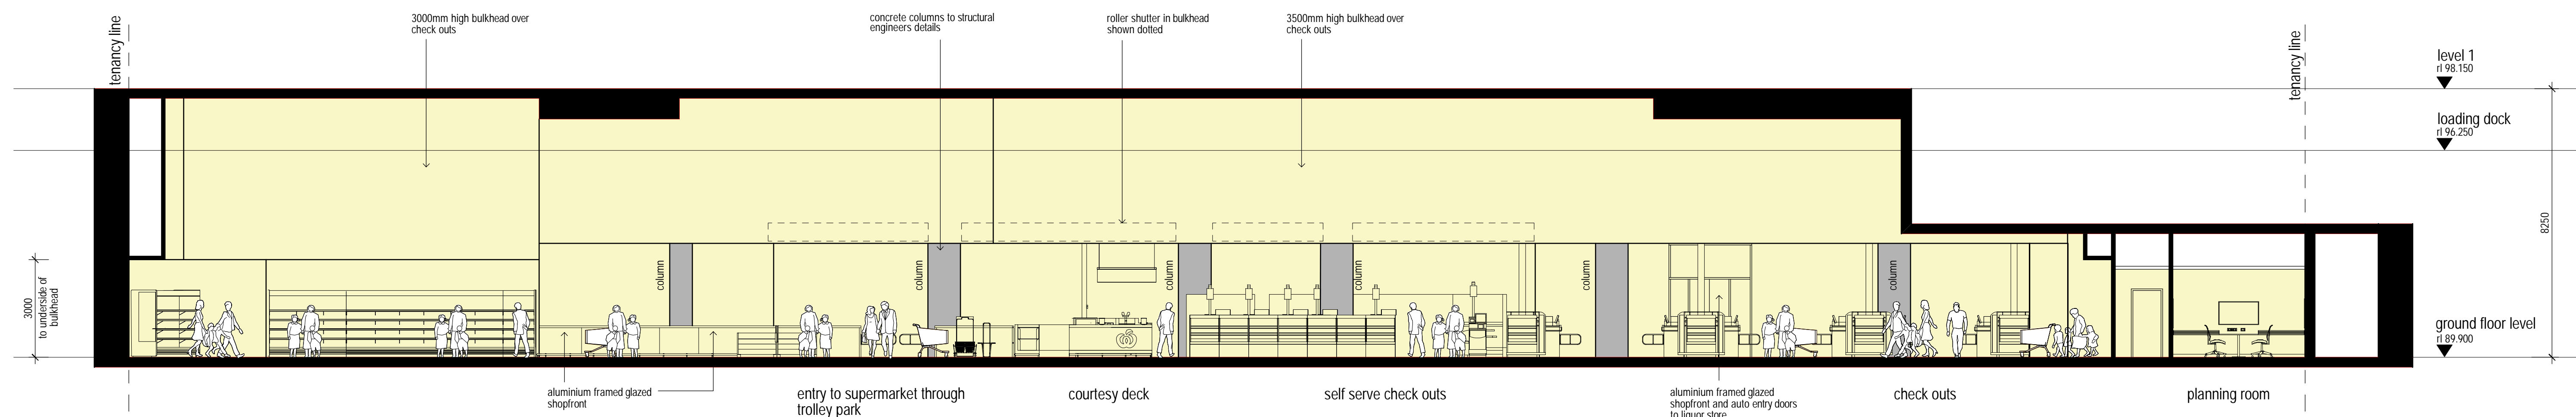 tenancy line
3000mm high bulkhead over
check outs
concrete columns to structural
engineers details
roller shutter in bulkhead
shown dotted
3500mm high bulkhead over
check outs
tenancy line
level 1
rl 98.150
loading dock
rl 96.250
8250
column
column
column
column
column
column
3000
to underside of
bulkhead
ground floor level
rl 89.900
aluminium framed glazed
shopfront
entry to supermarket through
trolley park
courtesy deck
self serve check outs
aluminium framed glazed
shopfront and auto entry doors
to liquor store
check outs
planning room